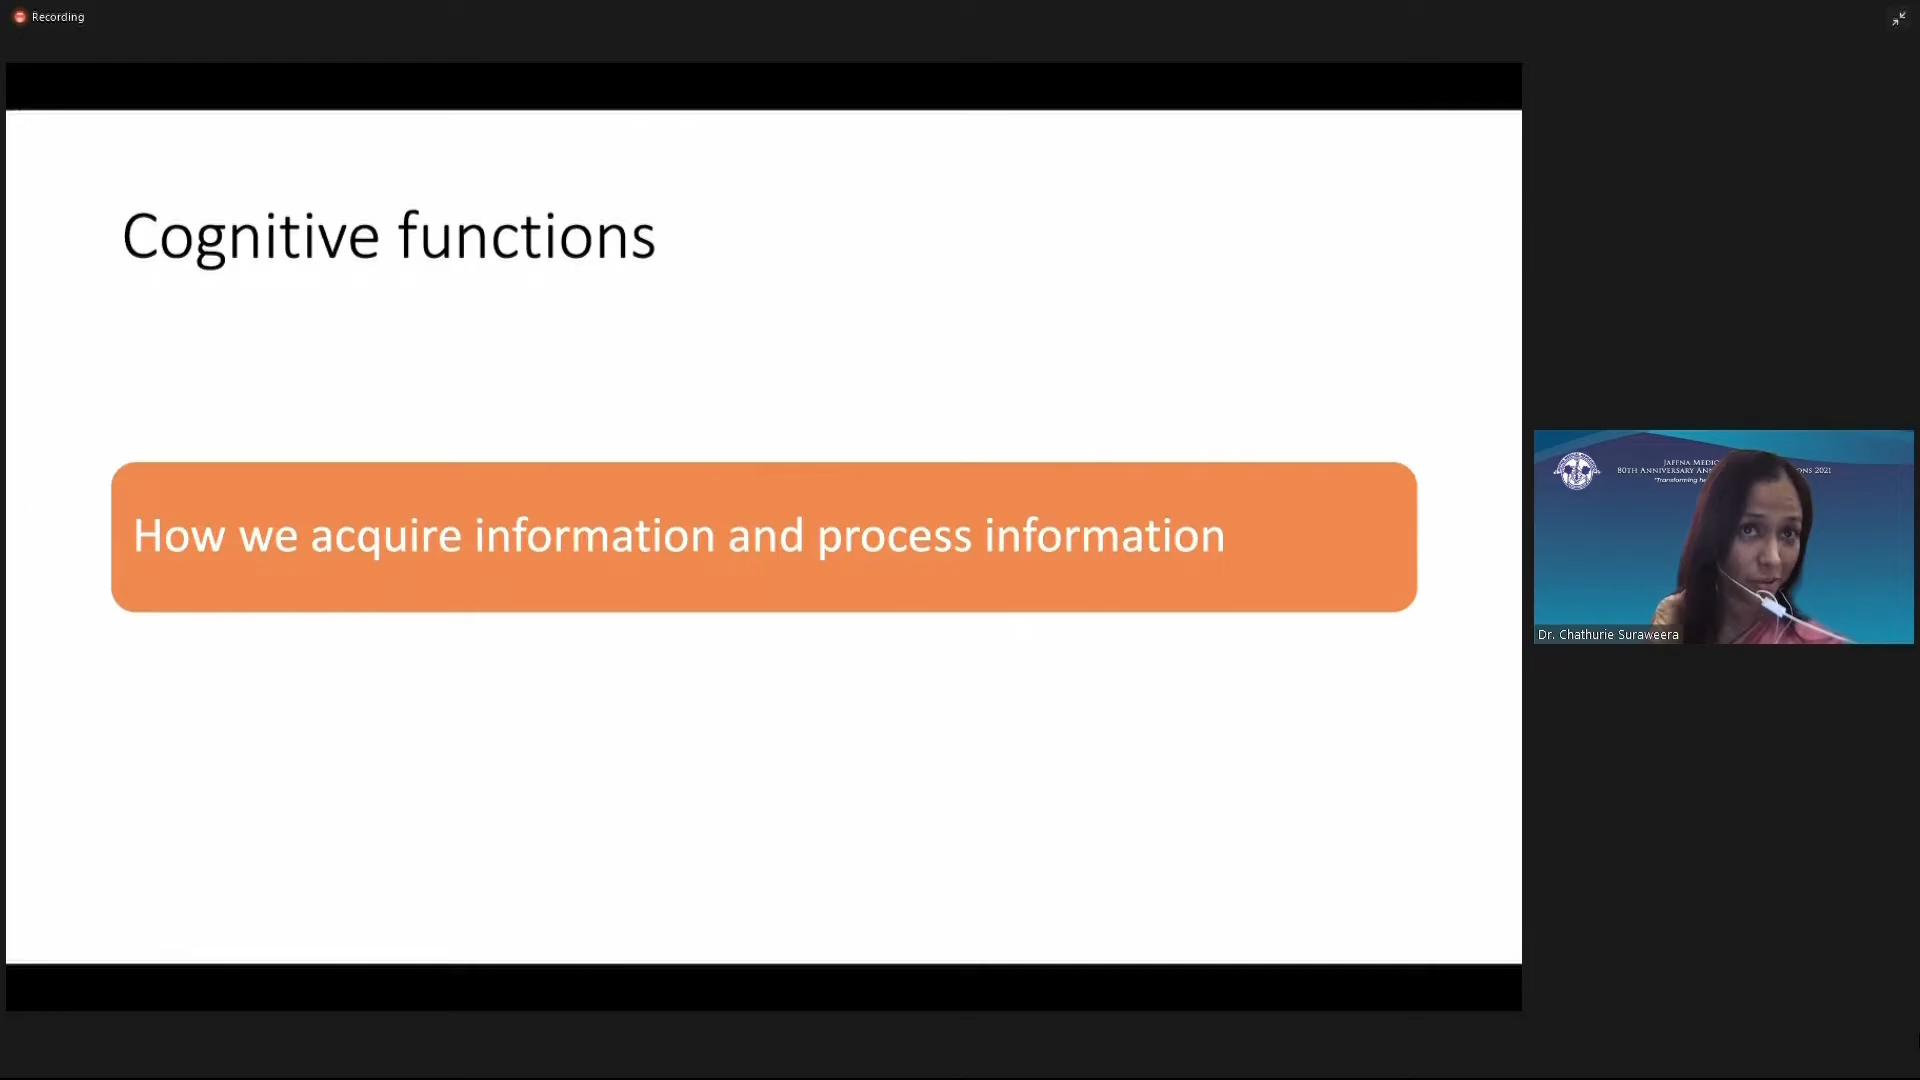 Recording
Cognitive functions
How we acquire information and process information
Jaffna Medic
80th Anniversary An ons 2021
"Transforming he
Dr. Chathurie Suraweera